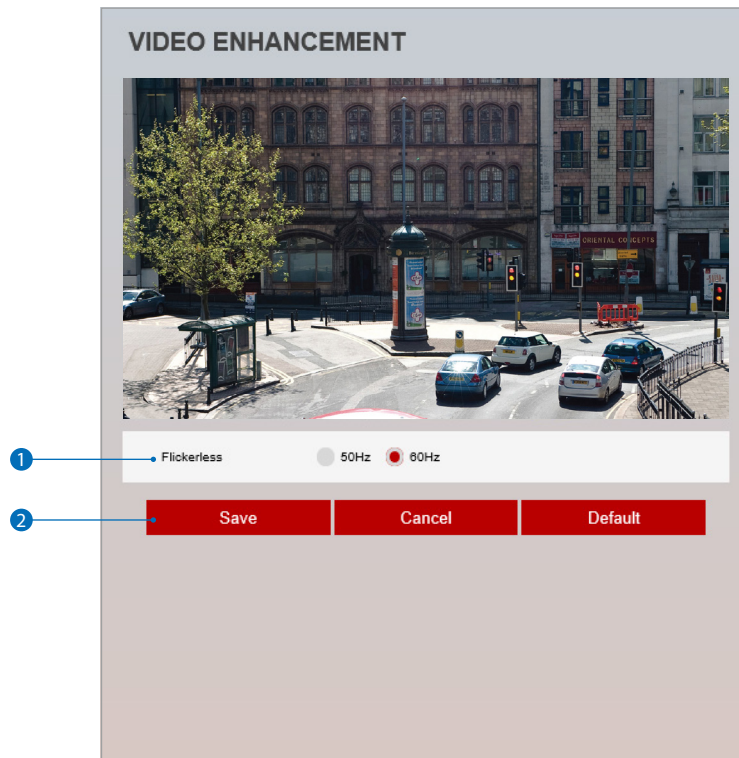 VIDEO ENHANCEMENT
ORIENTAL CONCEPTS
1
Flickerless 50Hz 60Hz
2
Save Cancel Default